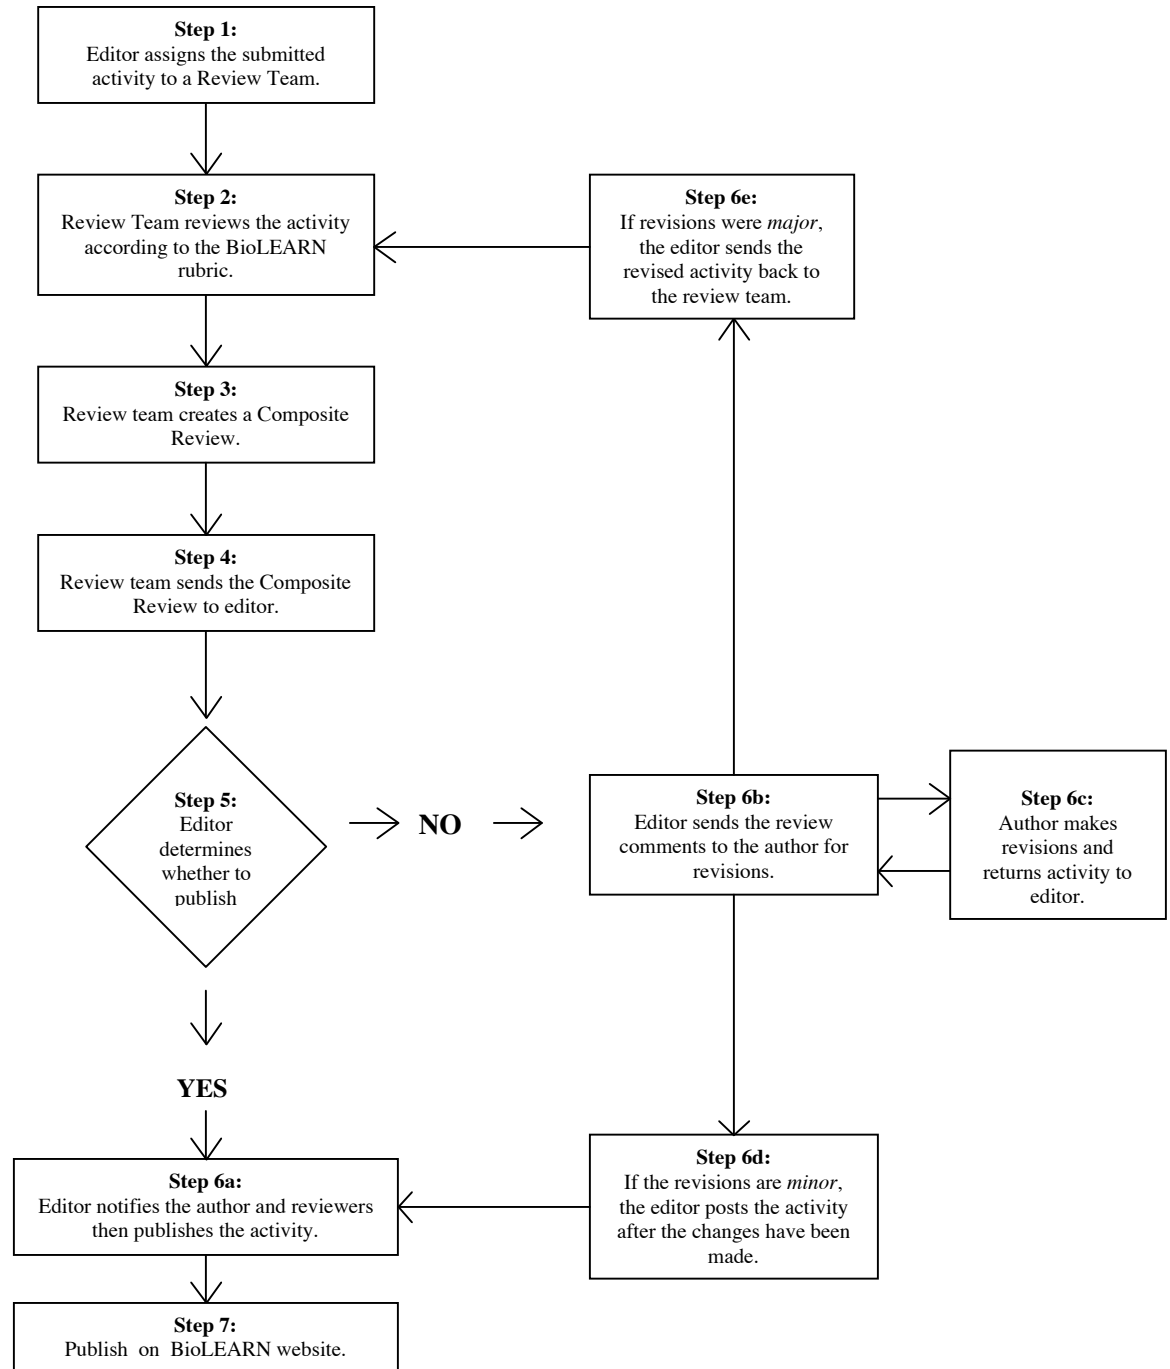 Step 1:
Editor assigns the submitted
activity to a Review Team.
Step 2:
Review Team reviews the activity
according to the BioLEARN
rubric.
Step 6e:
If revisions were major,
the editor sends the
revised activity back to
the review team.
Step 3:
Review team creates a Composite
Review.
Step 4:
Review team sends the Composite
Review to editor.
Step 5:
Editor
determines
whether to
publish
NO
Step 6b:
Editor sends the review
comments to the author for
revisions.
Step 6c:
Author makes
revisions and
returns activity to
editor.
YES
Step 6a:
Editor notifies the author and reviewers
then publishes the activity.
Step 6d:
If the revisions are minor,
the editor posts the activity
after the changes have been
made.
Step 7:
Publish on BioLEARN website.